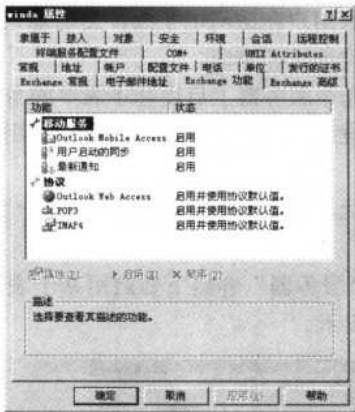 winda 属性
隶属于 拨入 对象 安全 环境 会话 远程控制
终端服务配置文件 COM+ UNIX Attributes
常规 地址 帐户 配置文件 电话 单位 发行的证书
Exchange 常规 电子邮件地址 Exchange 功能 Exchange 高级
功能 状态
移动服务
Outlook Mobile Access 启用
用户启动的同步 启用
最新通知 启用
协议
Outlook Web Access 启用并使用协议默认值。
POP3 启用并使用协议默认值。
IMAP4 启用并使用协议默认值。
属性(I) 启用(E) 禁用(D)
描述
选择要查看其描述的功能。
确定 取消 应用(A) 帮助